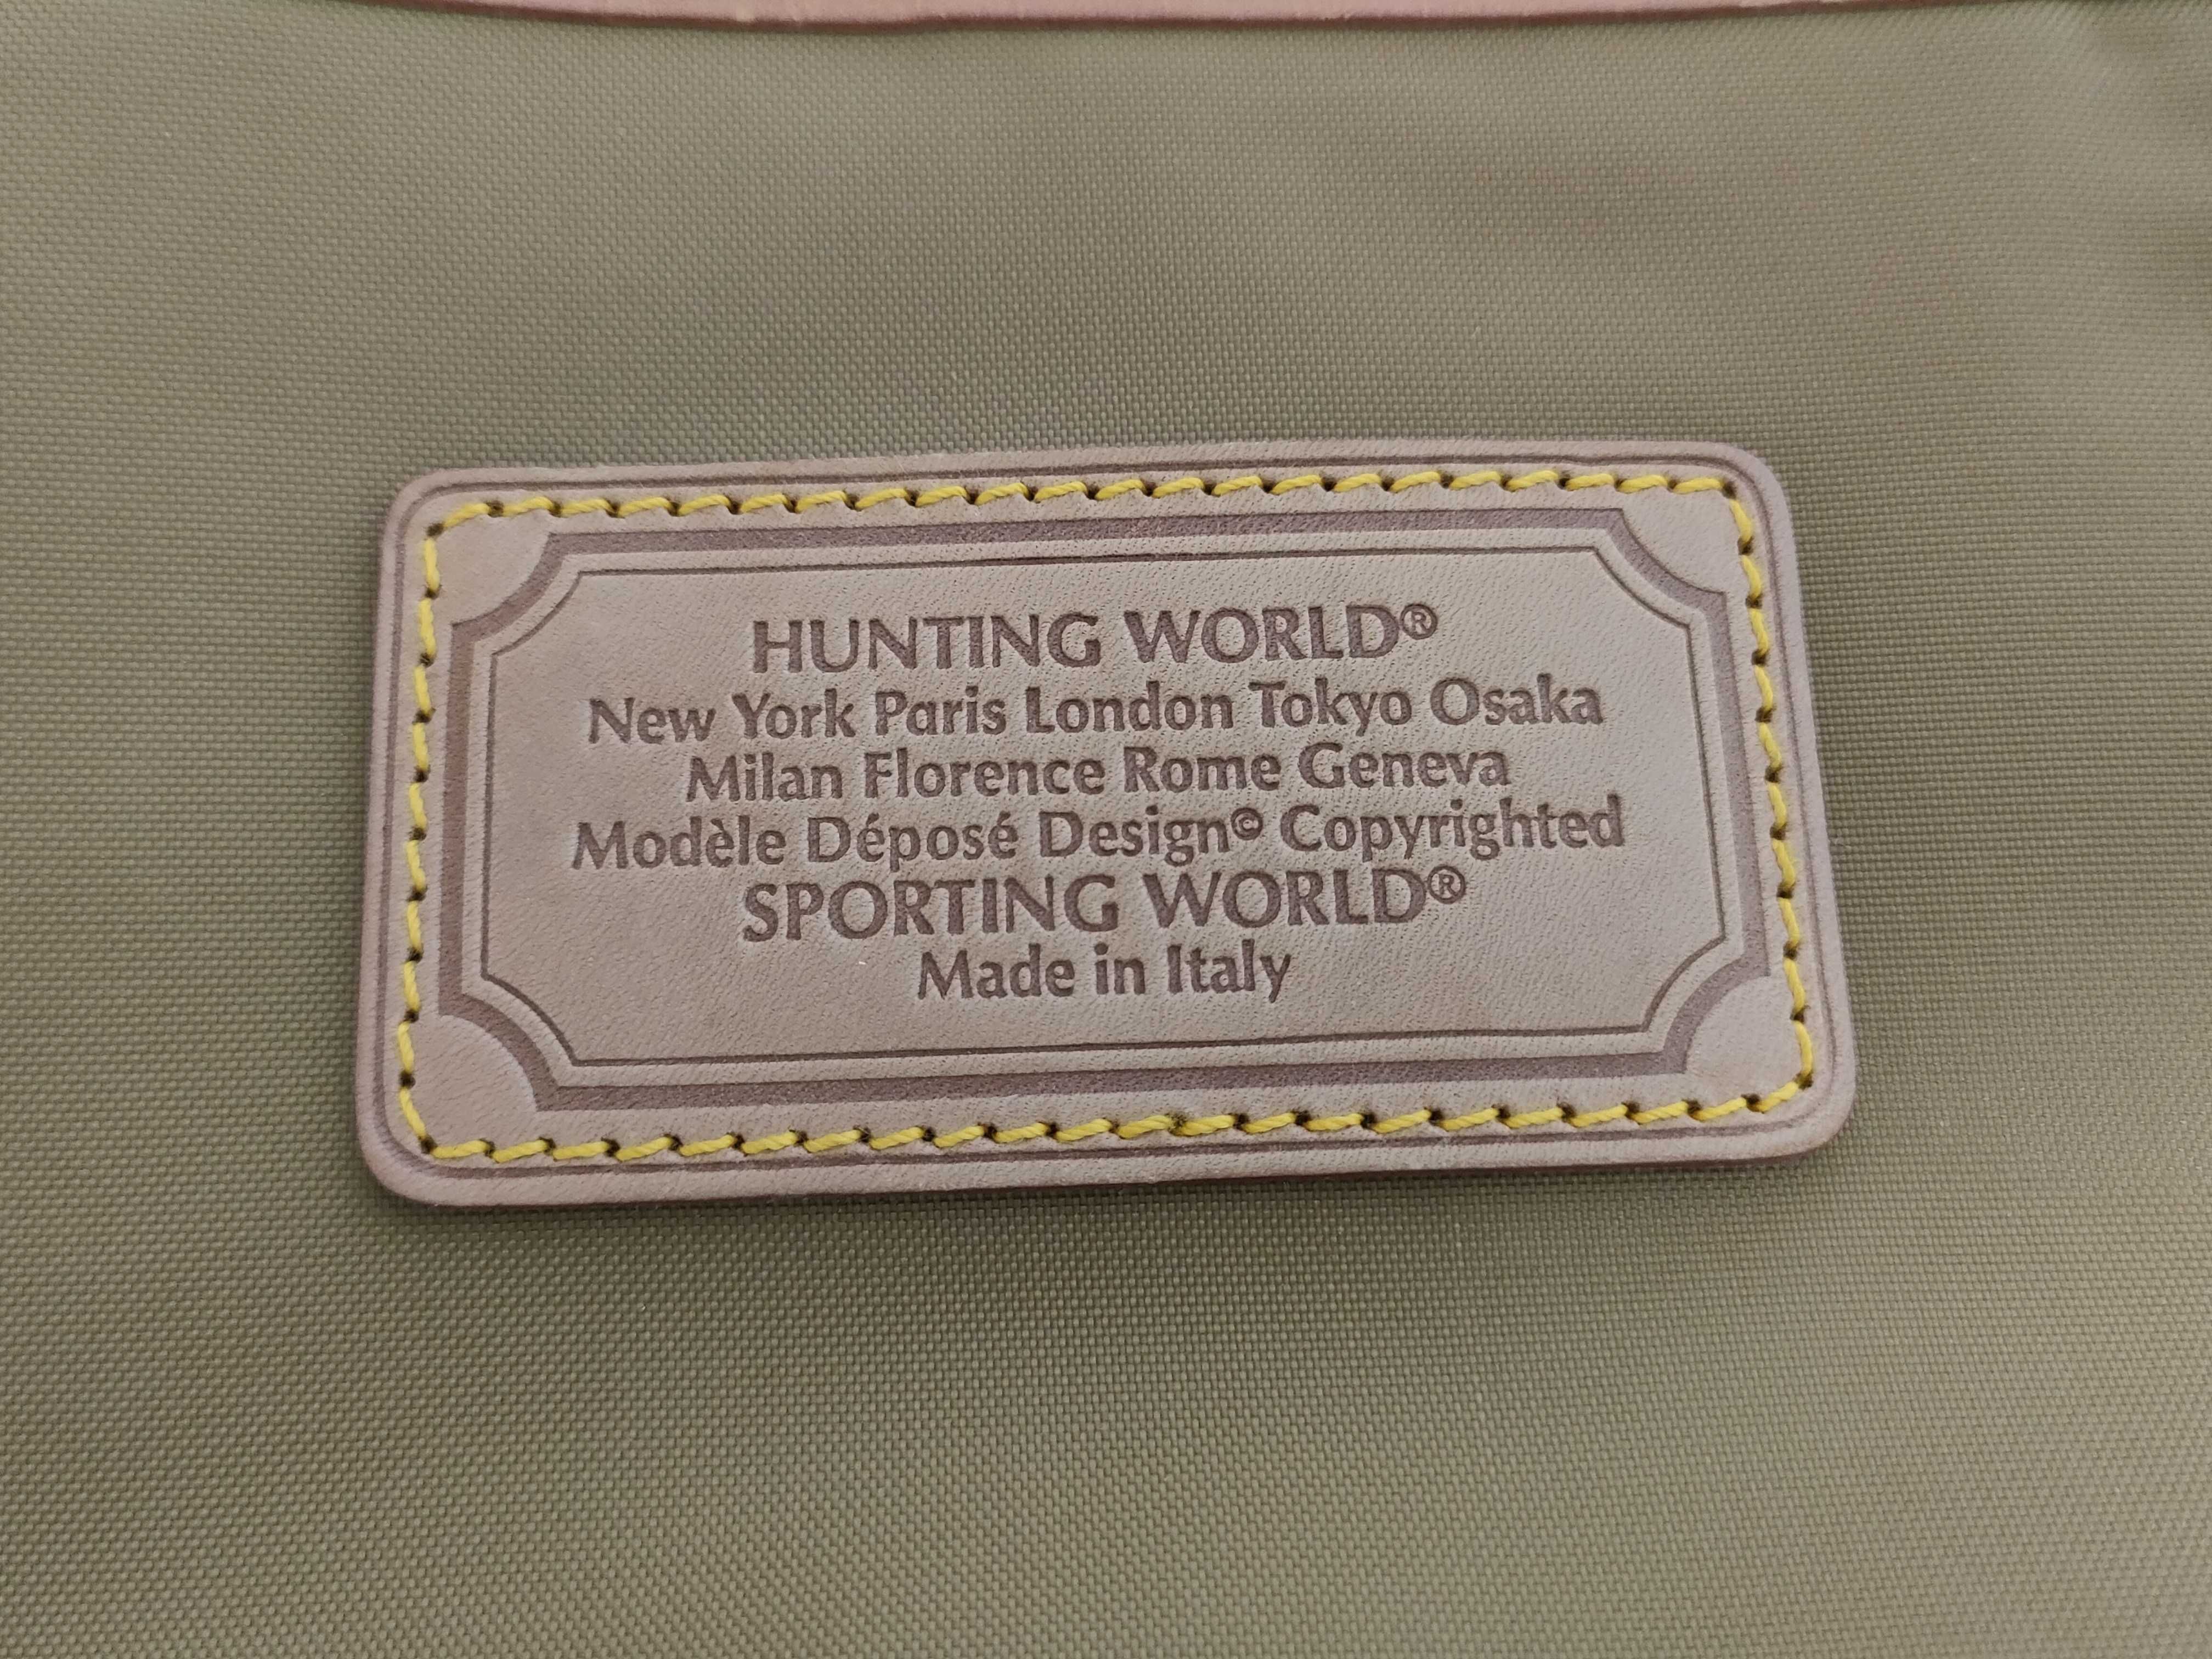 HUNTING WORLD®
New York Paris London Tokyo Osaka
Milan Florence Rome Geneva
Modèle Déposé Design© Copyrighted
SPORTING WORLD®
Made in Italy